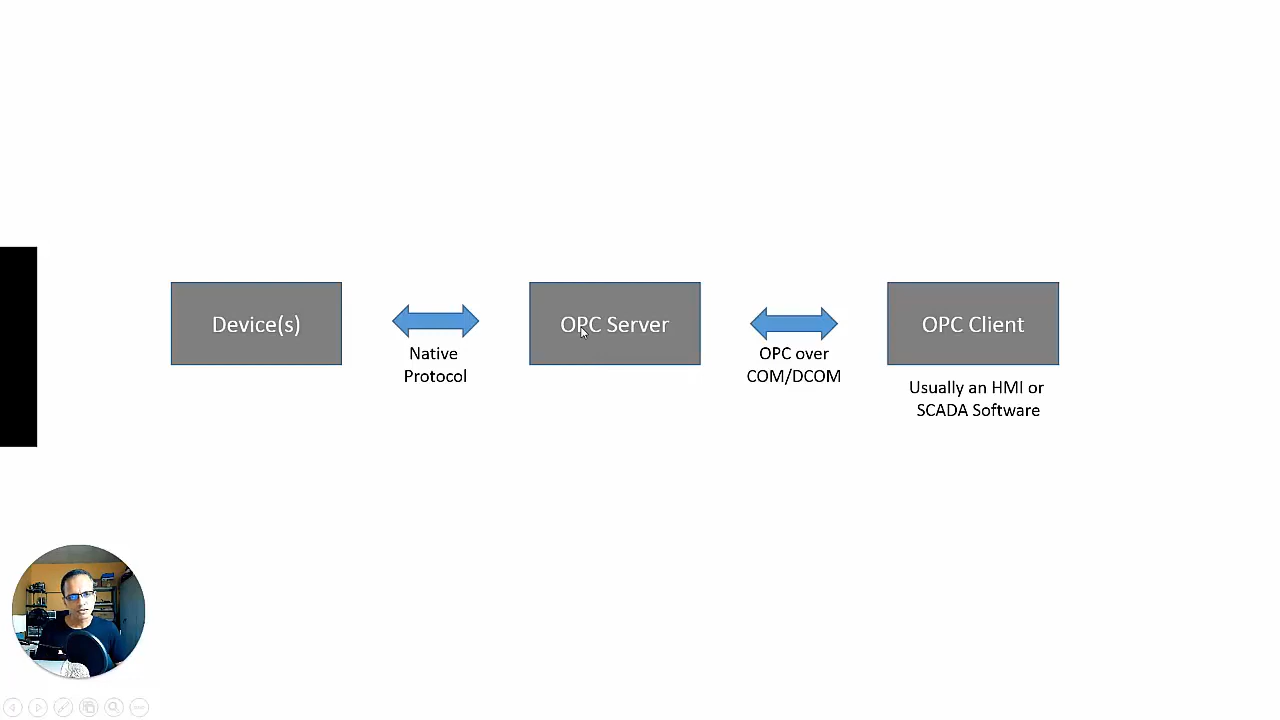 Device(s)
Native
Protocol
OPC Server
OPC over
COM/DCOM
OPC Client
Usually an HMI or
SCADA Software